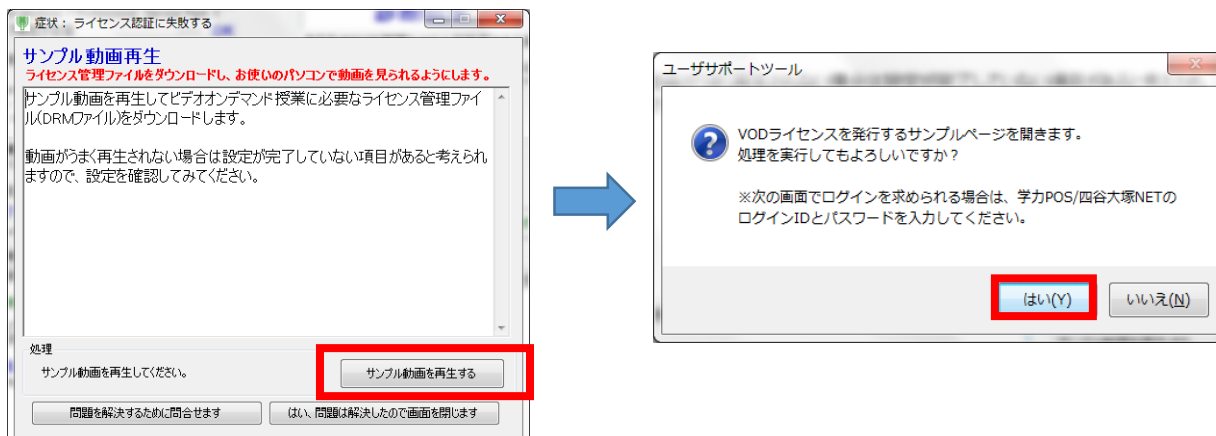 症状： ライセンス認証に失敗する
サンプル動画再生
ライセンス管理ファイルをダウンロードし、お使いのパソコンで動画を見られるようにします。
サンプル動画を再生してビデオオンデマンド授業に必要なライセンス管理ファイ
ル(DRMファイル)をダウンロードします。
動画がうまく再生されない場合は設定が完了していない項目があると考えられ
ますので、設定を確認してみてください。
処理
サンプル動画を再生してください。
サンプル動画を再生する
問題を解決するために問合せます
はい、問題は解決したので画面を閉じます
ユーザサポートツール
VODライセンスを発行するサンプルページを開きます。
処理を実行してもよろしいですか？
※次の画面でログインを求められる場合は、学力POS/四谷大塚NETの
ログインIDとパスワードを入力してください。
はい(Y)
いいえ(N)